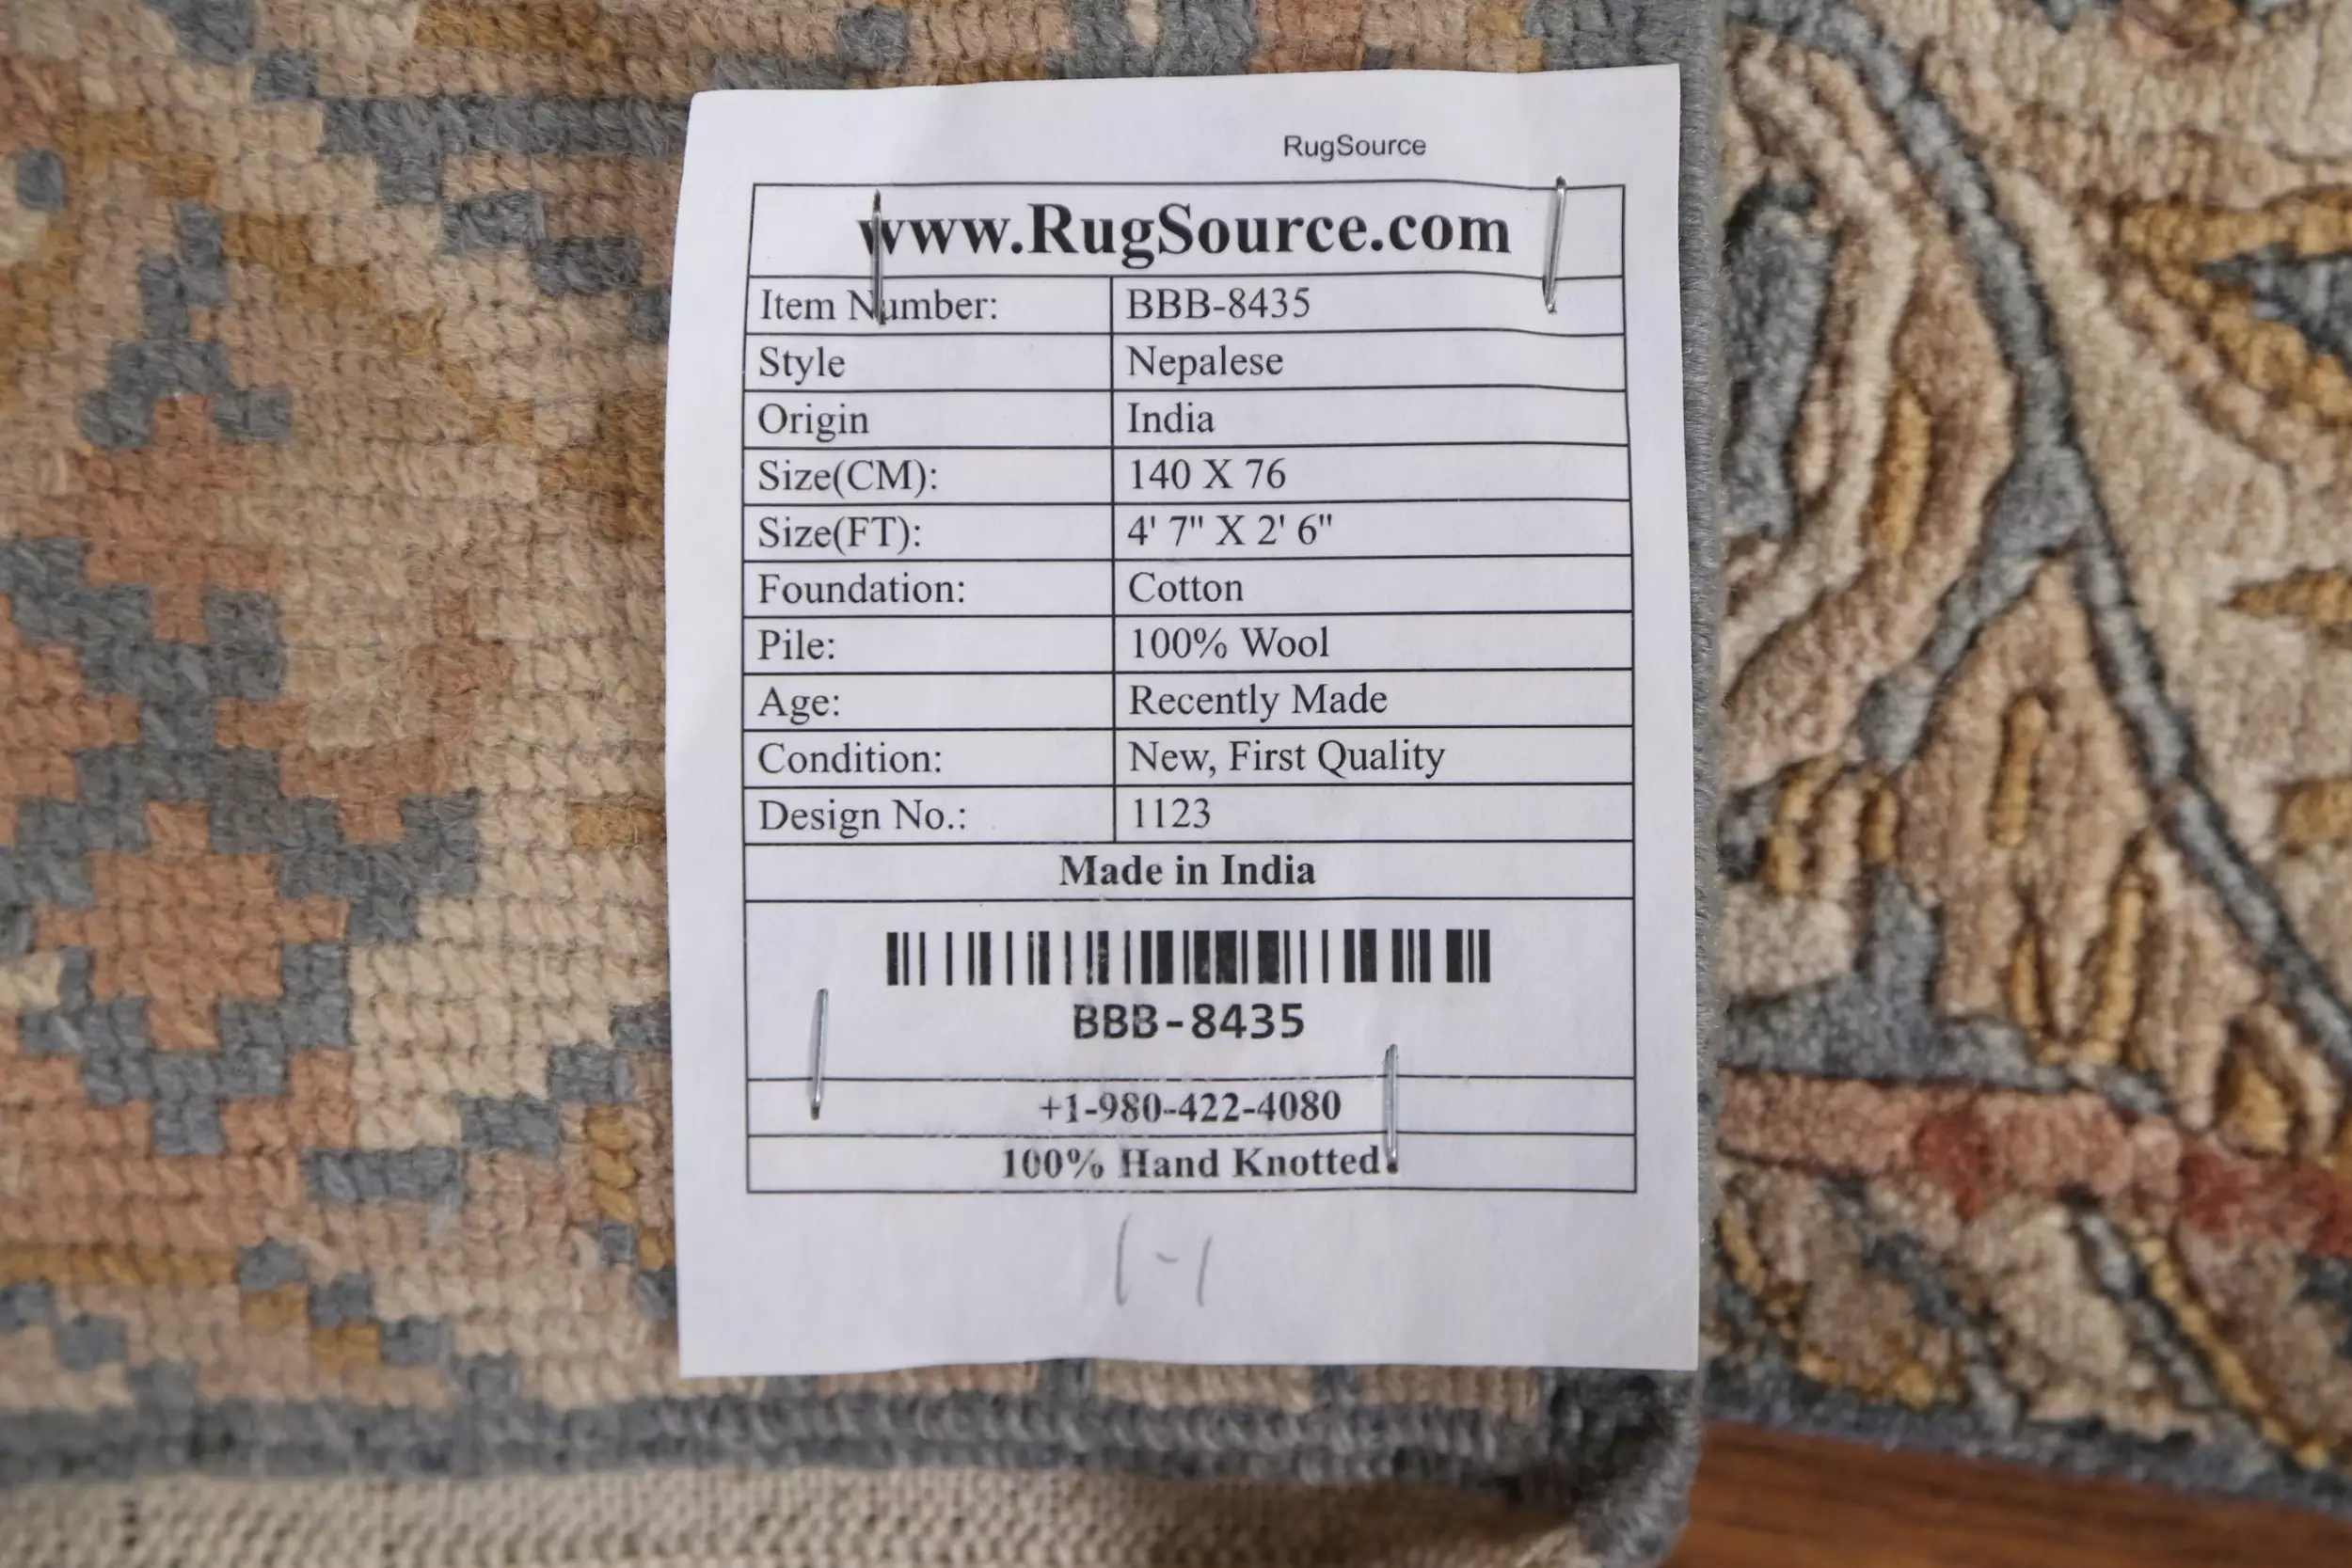 RugSource
www.RugSource.com
Item Number: BBB-8435
Style Nepalese
Origin India
Size(CM): 140 X 76
Size(FT): 4' 7" X 2' 6"
Foundation: Cotton
Pile: 100% Wool
Age: Recently Made
Condition: New, First Quality
Design No.: 1123
Made in India
BBB-8435
+1-980-422-4080
100% Hand Knotted.
1-1